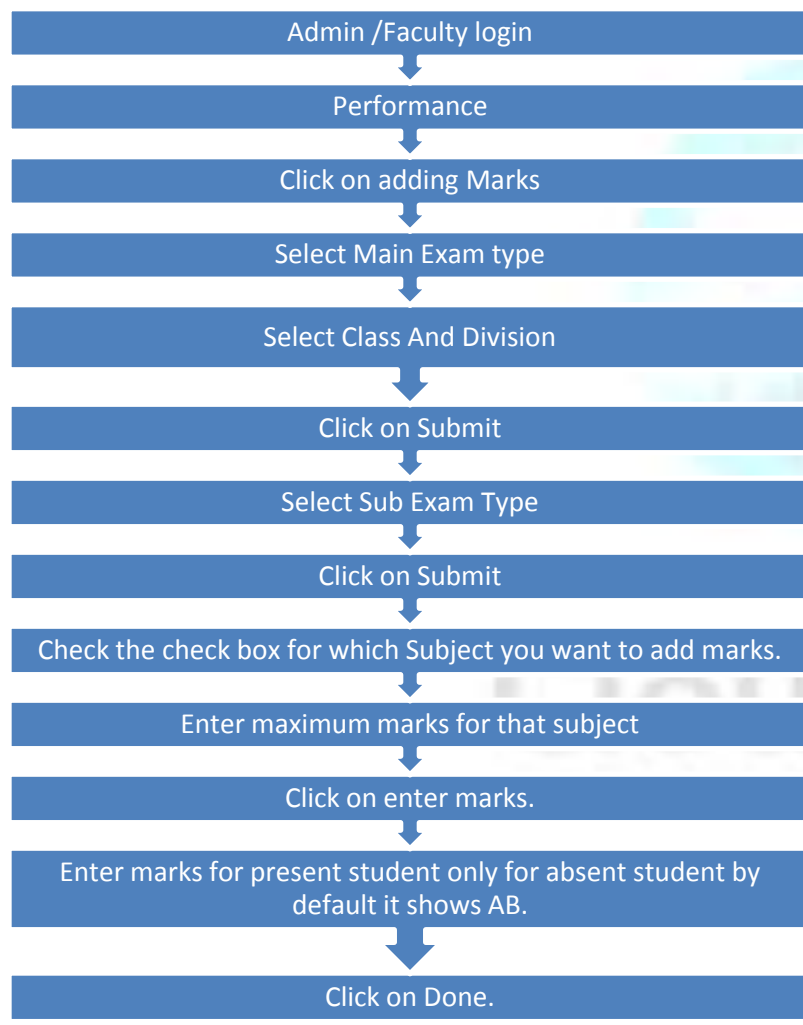 Admin /Faculty login
Performance
Click on adding Marks
Select Main Exam type
Select Class And Division
Click on Submit
Select Sub Exam Type
Click on Submit
Check the check box for which Subject you want to add marks.
Enter maximum marks for that subject
Click on enter marks.
Enter marks for present student only for absent student by
default it shows AB.
Click on Done.